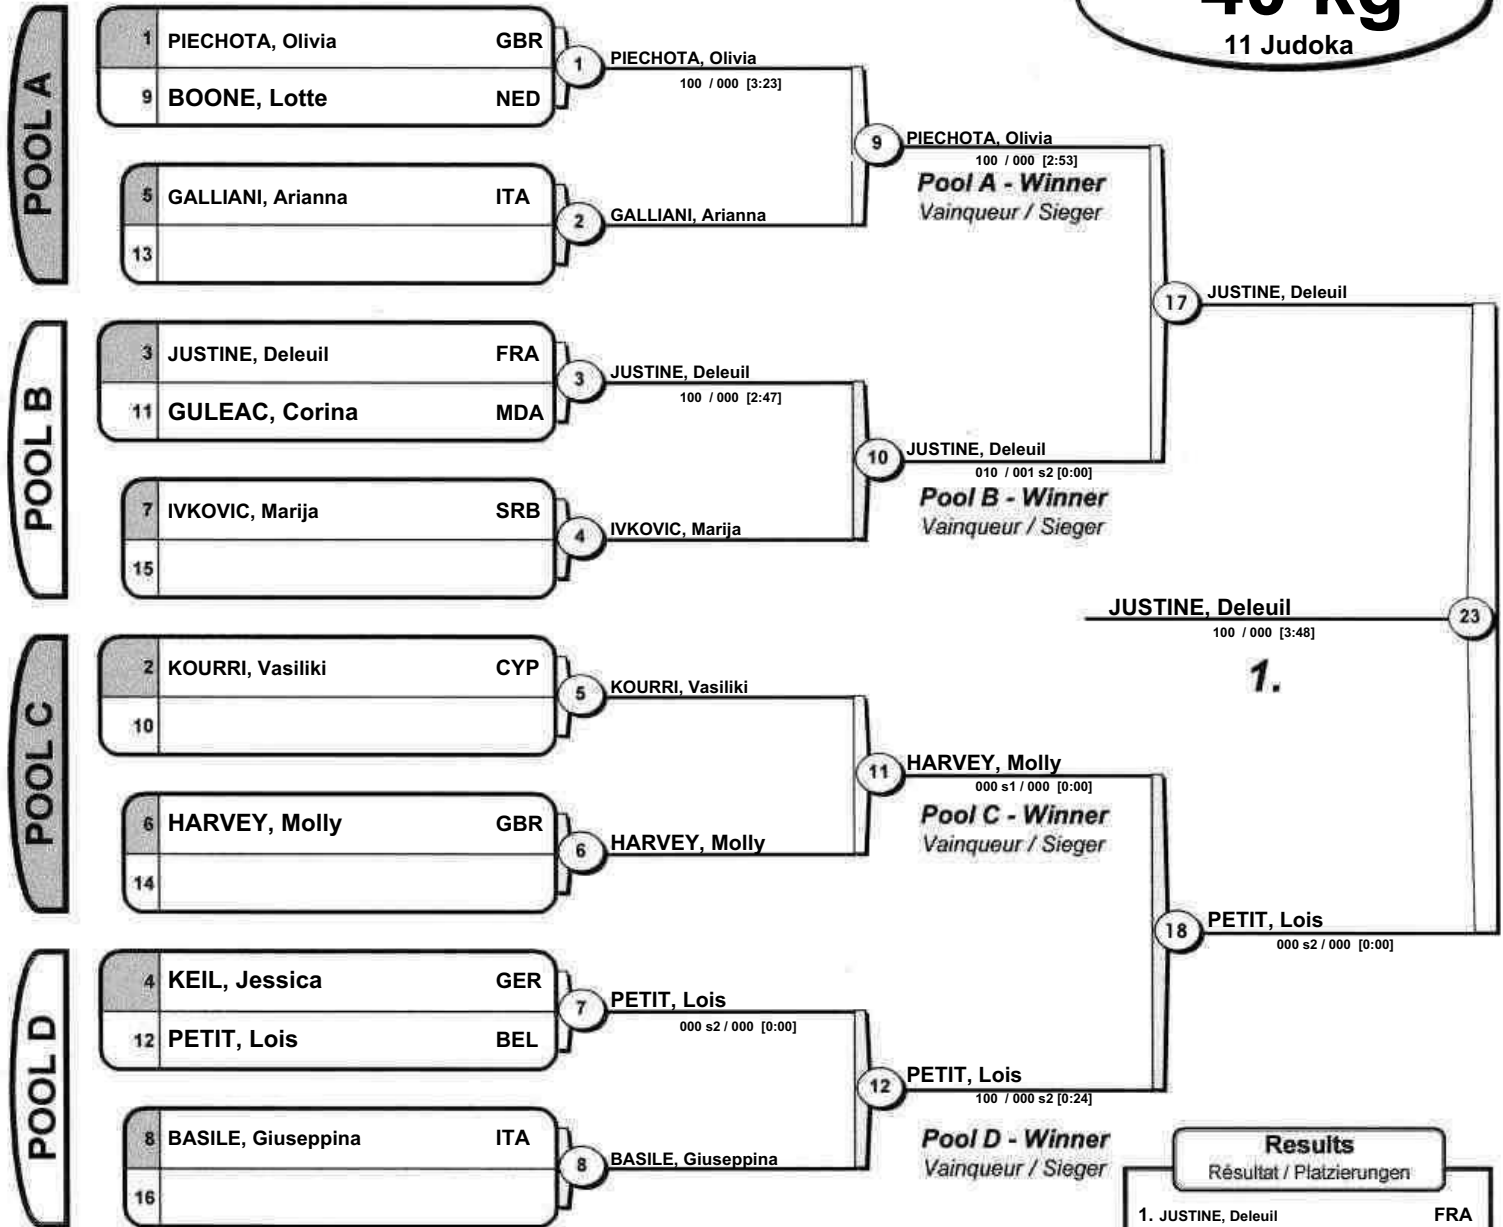 40 kg
11 Judoka
POOL A
1 PIECHOTA, Olivia GBR
9 BOONE, Lotte NED
5 GALLIANI, Arianna ITA
13
1 PIECHOTA, Olivia
100 / 000 [3:23]
2 GALLIANI, Arianna
9 PIECHOTA, Olivia
100 / 000 [2:53]
Pool A - Winner
Vainqueur / Sieger
POOL B
3 JUSTINE, Deleuil FRA
11 GULEAC, Corina MDA
7 IVKOVIC, Marija SRB
15
3 JUSTINE, Deleuil
100 / 000 [2:47]
4 IVKOVIC, Marija
10 JUSTINE, Deleuil
010 / 001 s2 [0:00]
Pool B - Winner
Vainqueur / Sieger
17 JUSTINE, Deleuil
JUSTINE, Deleuil 23
100 / 000 [3:48]
1.
POOL C
2 KOURRI, Vasiliki CYP
10
6 HARVEY, Molly GBR
14
5 KOURRI, Vasiliki
6 HARVEY, Molly
11 HARVEY, Molly
000 s1 / 000 [0:00]
Pool C - Winner
Vainqueur / Sieger
POOL D
4 KEIL, Jessica GER
12 PETIT, Lois BEL
8 BASILE, Giuseppina ITA
16
7 PETIT, Lois
000 s2 / 000 [0:00]
8 BASILE, Giuseppina
12 PETIT, Lois
100 / 000 s2 [0:24]
Pool D - Winner
Vainqueur / Sieger
18 PETIT, Lois
000 s2 / 000 [0:00]
Results
Résultat / Platzierungen
1. JUSTINE, Deleuil FRA